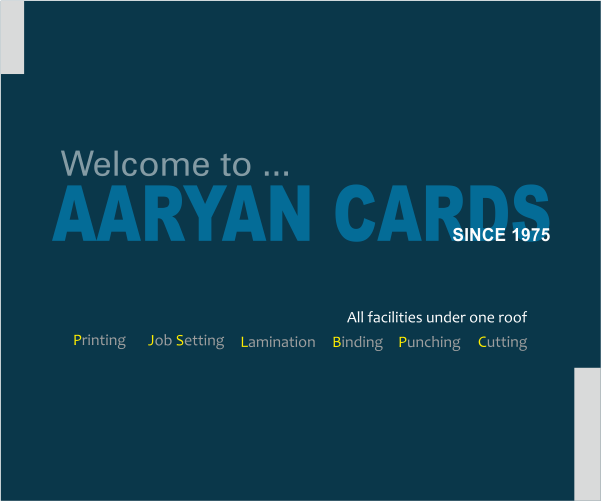 Welcome to ...
AARYAN CARDS
SINCE 1975
All facilities under one roof
Printing Job Setting Lamination Binding Punching Cutting